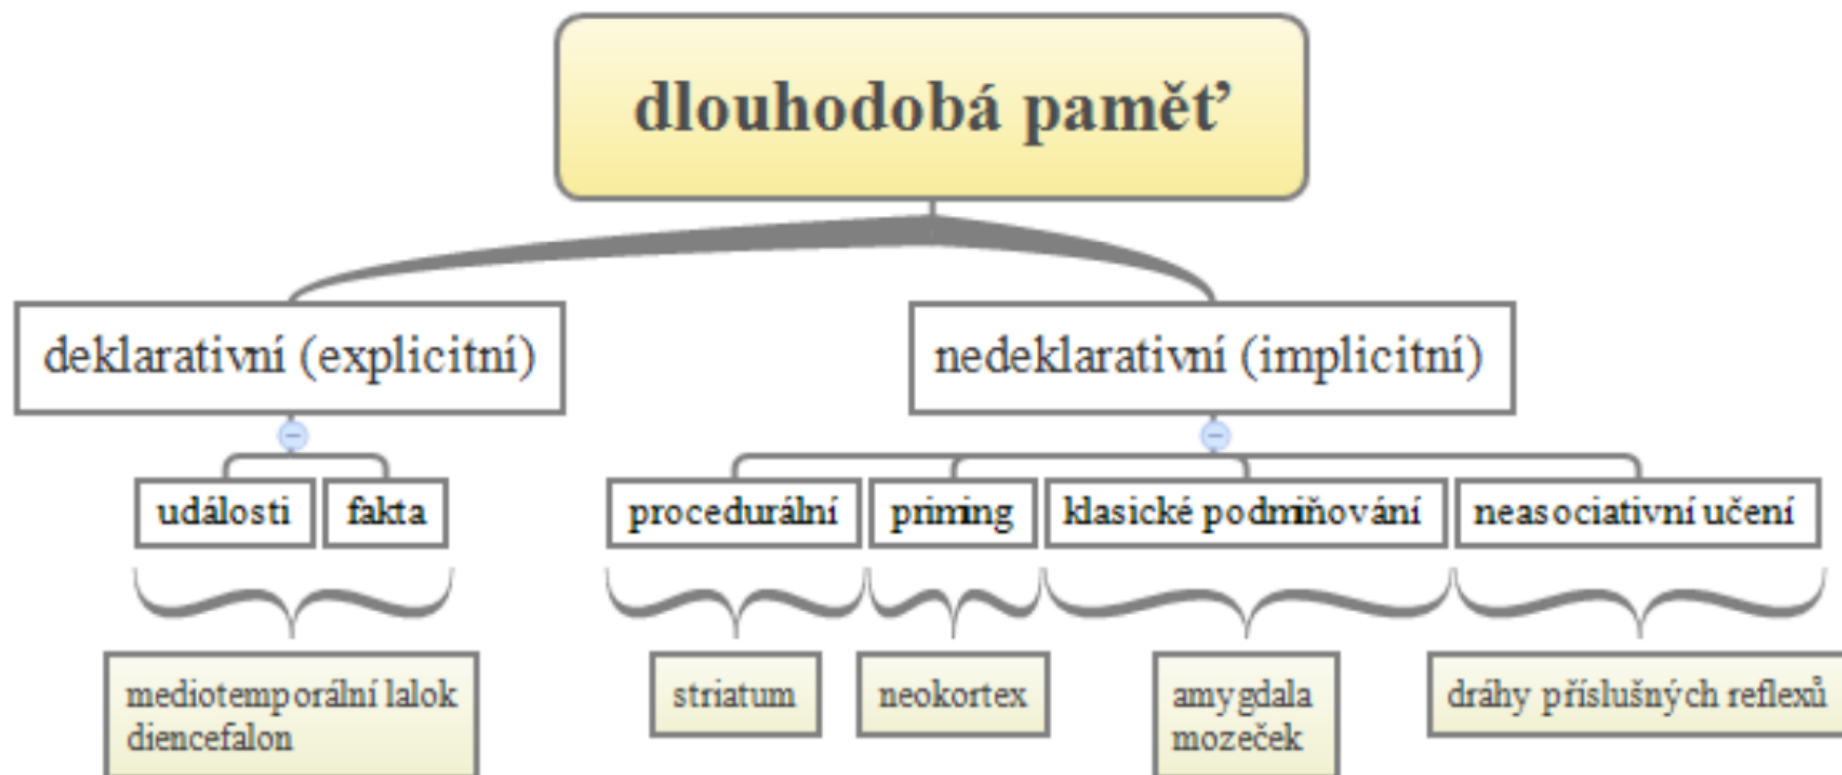 dlouhodobá paměť
deklarativní (explicitní)
nedeklarativní (implicitní)
události
fakta
procedurální
priming
klasické podmiňování
neasociativní učení
mediotemporální lalok
diencefalon
striatum
neokortex
amygdala
mozeček
dráhy příslušných reflexů